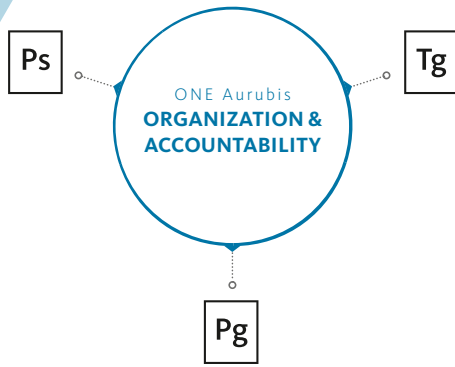 Ps
Tg
ONE Aurubis
ORGANIZATION &
ACCOUNTABILITY
Pg